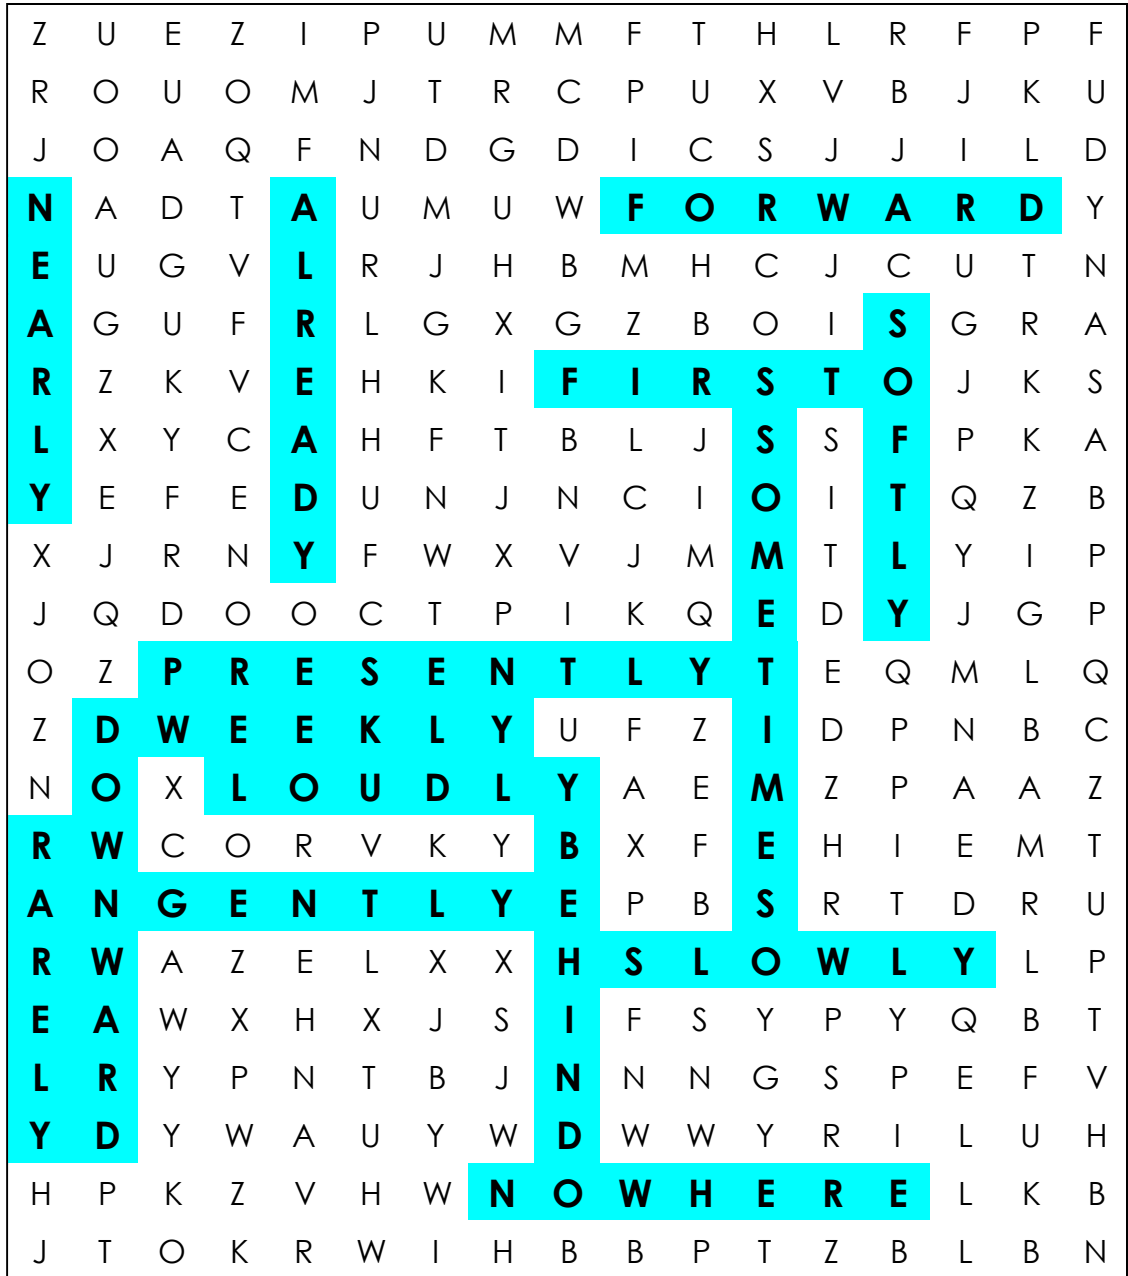 Z U E Z I P U M M F T H L R F P F
R O U O M J T R C P U X V B J K U
J O A Q F N D G D I C S J J I L D
N A D T A U M U W F O R W A R D Y
E U G V L R J H B M H C J C U T N
A G U F R L G X G Z B O I S G R A
R Z K V E H K I F I R S T O J K S
L X Y C A H F T B L J S S F P K A
Y E F E D U N J N C I O I T Q Z B
X J R N Y F W X V J M M T L Y I P
J Q D O O C T P I K Q E D Y J G P
O Z P R E S E N T L Y T E Q M L Q
Z D W E E K L Y U F Z I D P N B C
N O X L O U D L Y A E M Z P A A Z
R W C O R V K Y B X F E H I E M T
A N G E N T L Y E P B S R T D R U
R W A Z E L X X H S L O W L Y L P
E A W X H X J S I F S Y P Y Q B T
L R Y P N T B J N N N G S P E F V
Y D Y W A U Y W D W W Y R I L U H
H P K Z V H W N O W H E R E L K B
J T O K R W I H B B P T Z B L B N